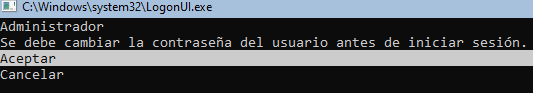 C:\Windows\system32\LogonUI.exe
Administrador
Se debe cambiar la contraseña del usuario antes de iniciar sesión.
Aceptar
Cancelar